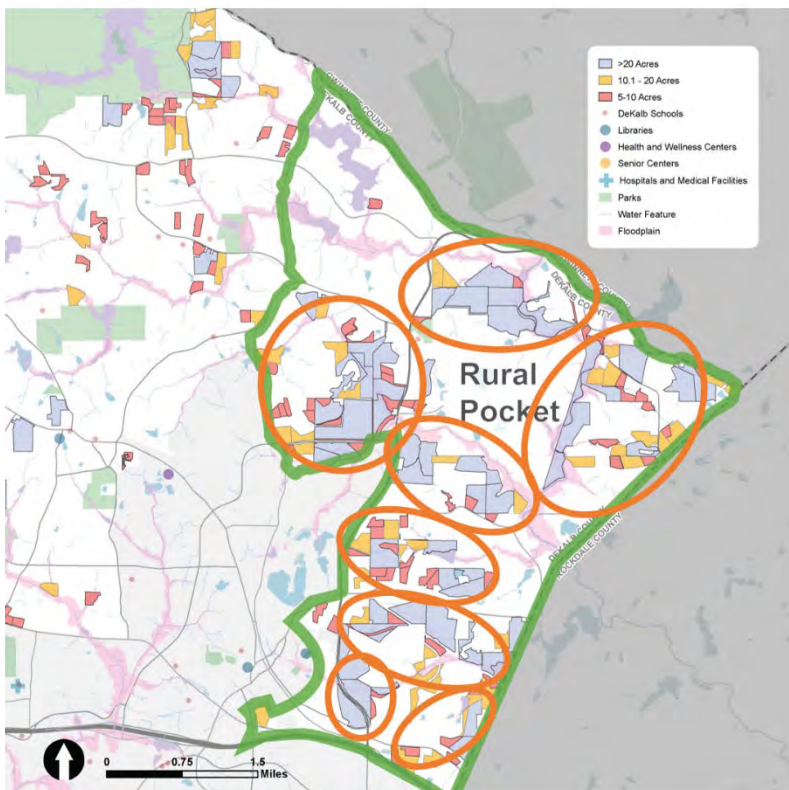 >20 Acres
10.1 - 20 Acres
5-10 Acres
DeKalb Schools
Libraries
Health and Wellness Centers
Senior Centers
Hospitals and Medical Facilities
Parks
Water Feature
Floodplain
COUNTY
DEKALB COUNTY
Rural
Pocket
COUNTY
ROCKDALE COUNTY
0 0.75 1.5
Miles